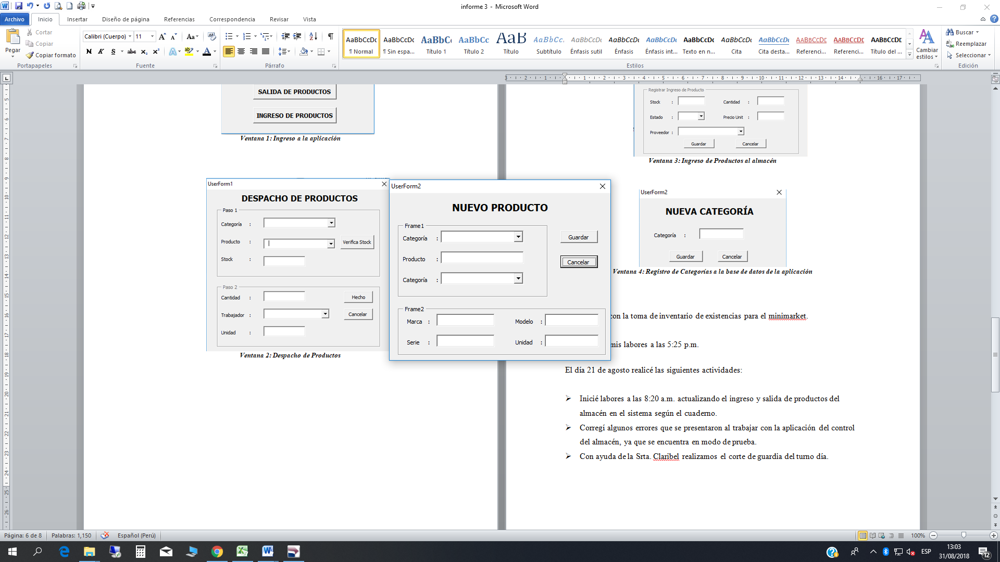 informe 3 - Microsoft Word
Archivo Inicio Insertar Diseño de página Referencias Correspondencia Revisar Vista
Pegar
Cortar
Copiar
Copiar formato
Portapapeles
Calibri (Cuerpo) 11
N K S abc x₂ x²
Fuente
Párrafo
AaBbCcDc AaBbCcDc AaBbC AaBbCc AaB AaBbCc. AaBbCcDc AaBbCcDc AaBbCcDc AaBbCcDc AaBbCcDc AaBbCcDc AABBCCDE AABBCCDE AABBCCDE
¶ Normal ¶ Sin espa... Título 1 Título 2 Título Subtítulo Énfasis sutil Énfasis Énfasis int... Texto en n... Cita Cita desta... Referenci... Referenci... Título del ...
Estilos
Cambiar estilos
Buscar
Reemplazar
Seleccionar
Edición
SALIDA DE PRODUCTOS
INGRESO DE PRODUCTOS
Ventana 1: Ingreso a la aplicación
UserForm1
DESPACHO DE PRODUCTOS
Paso 1
Categoría :
Producto : Verifica Stock
Stock :
Paso 2
Cantidad : Hecho
Trabajador : Cancelar
Unidad :
Ventana 2: Despacho de Productos
UserForm2
NUEVO PRODUCTO
Frame1
Categoría : Guardar
Producto : Cancelar
Categoría :
Frame2
Marca : Modelo :
Serie : Unidad :
Registrar Ingreso de Producto
Stock : Cantidad :
Estado : Precio Unit :
Proveedor :
Guardar Cancelar
Ventana 3: Ingreso de Productos al almacén
UserForm2
NUEVA CATEGORÍA
Categoría :
Guardar Cancelar
Ventana 4: Registro de Categorías a la base de datos de la aplicación
con la toma de inventario de existencias para el minimarket.
mis labores a las 5:25 p.m.
El día 21 de agosto realicé las siguientes actividades:
Inicié labores a las 8:20 a.m. actualizando el ingreso y salida de productos del
almacén en el sistema según el cuaderno.
Corregí algunos errores que se presentaron al trabajar con la aplicación del control
del almacén, ya que se encuentra en modo de prueba.
Con ayuda de la Srta. Claribel realizamos el corte de guardia del turno día.
Página: 6 de 8 Palabras: 1,150 Español (Perú) 100%
ESP 13:03
31/08/2018
12